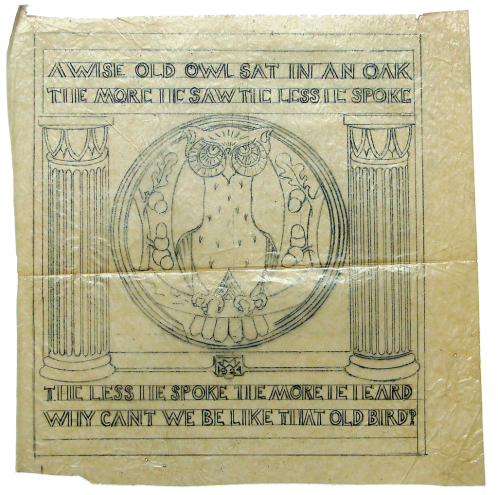 A WISE OLD OWL SAT IN AN OAK
THE MORE HE SAW THE LESS HE SPOKE
THE LESS HE SPOKE THE MORE HE HEARD
WHY CANT WE BE LIKE THAT OLD BIRD?